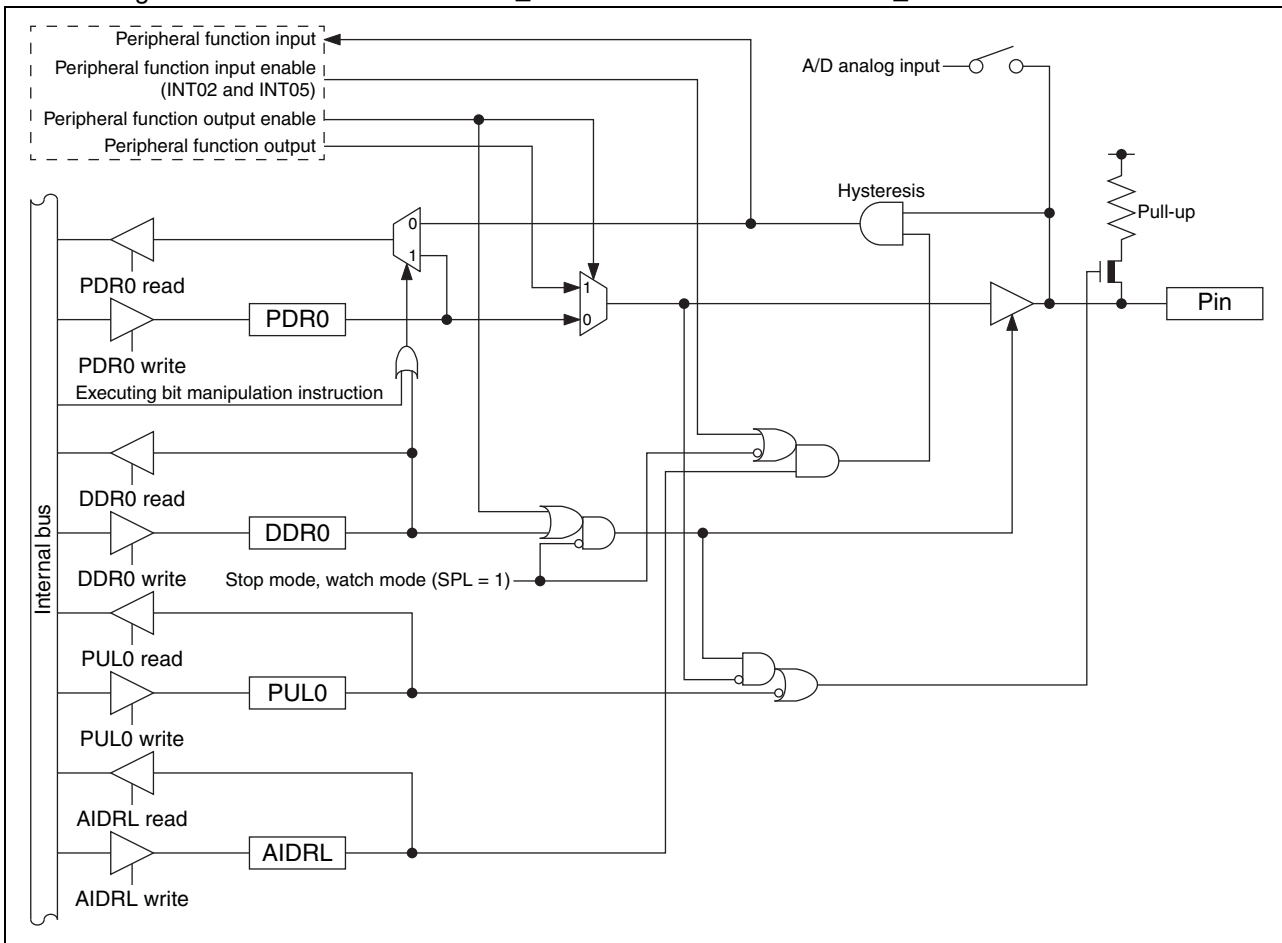 Peripheral function input
Peripheral function input enable
(INT02 and INT05)
Peripheral function output enable
Peripheral function output
A/D analog input
Hysteresis
Pull-up
0
1
PDR0 read
1
0
PDR0
Pin
PDR0 write
Executing bit manipulation instruction
DDR0 read
DDR0
DDR0 write
Stop mode, watch mode (SPL = 1)
Internal bus
PUL0 read
PUL0
PUL0 write
AIDRL read
AIDRL
AIDRL write